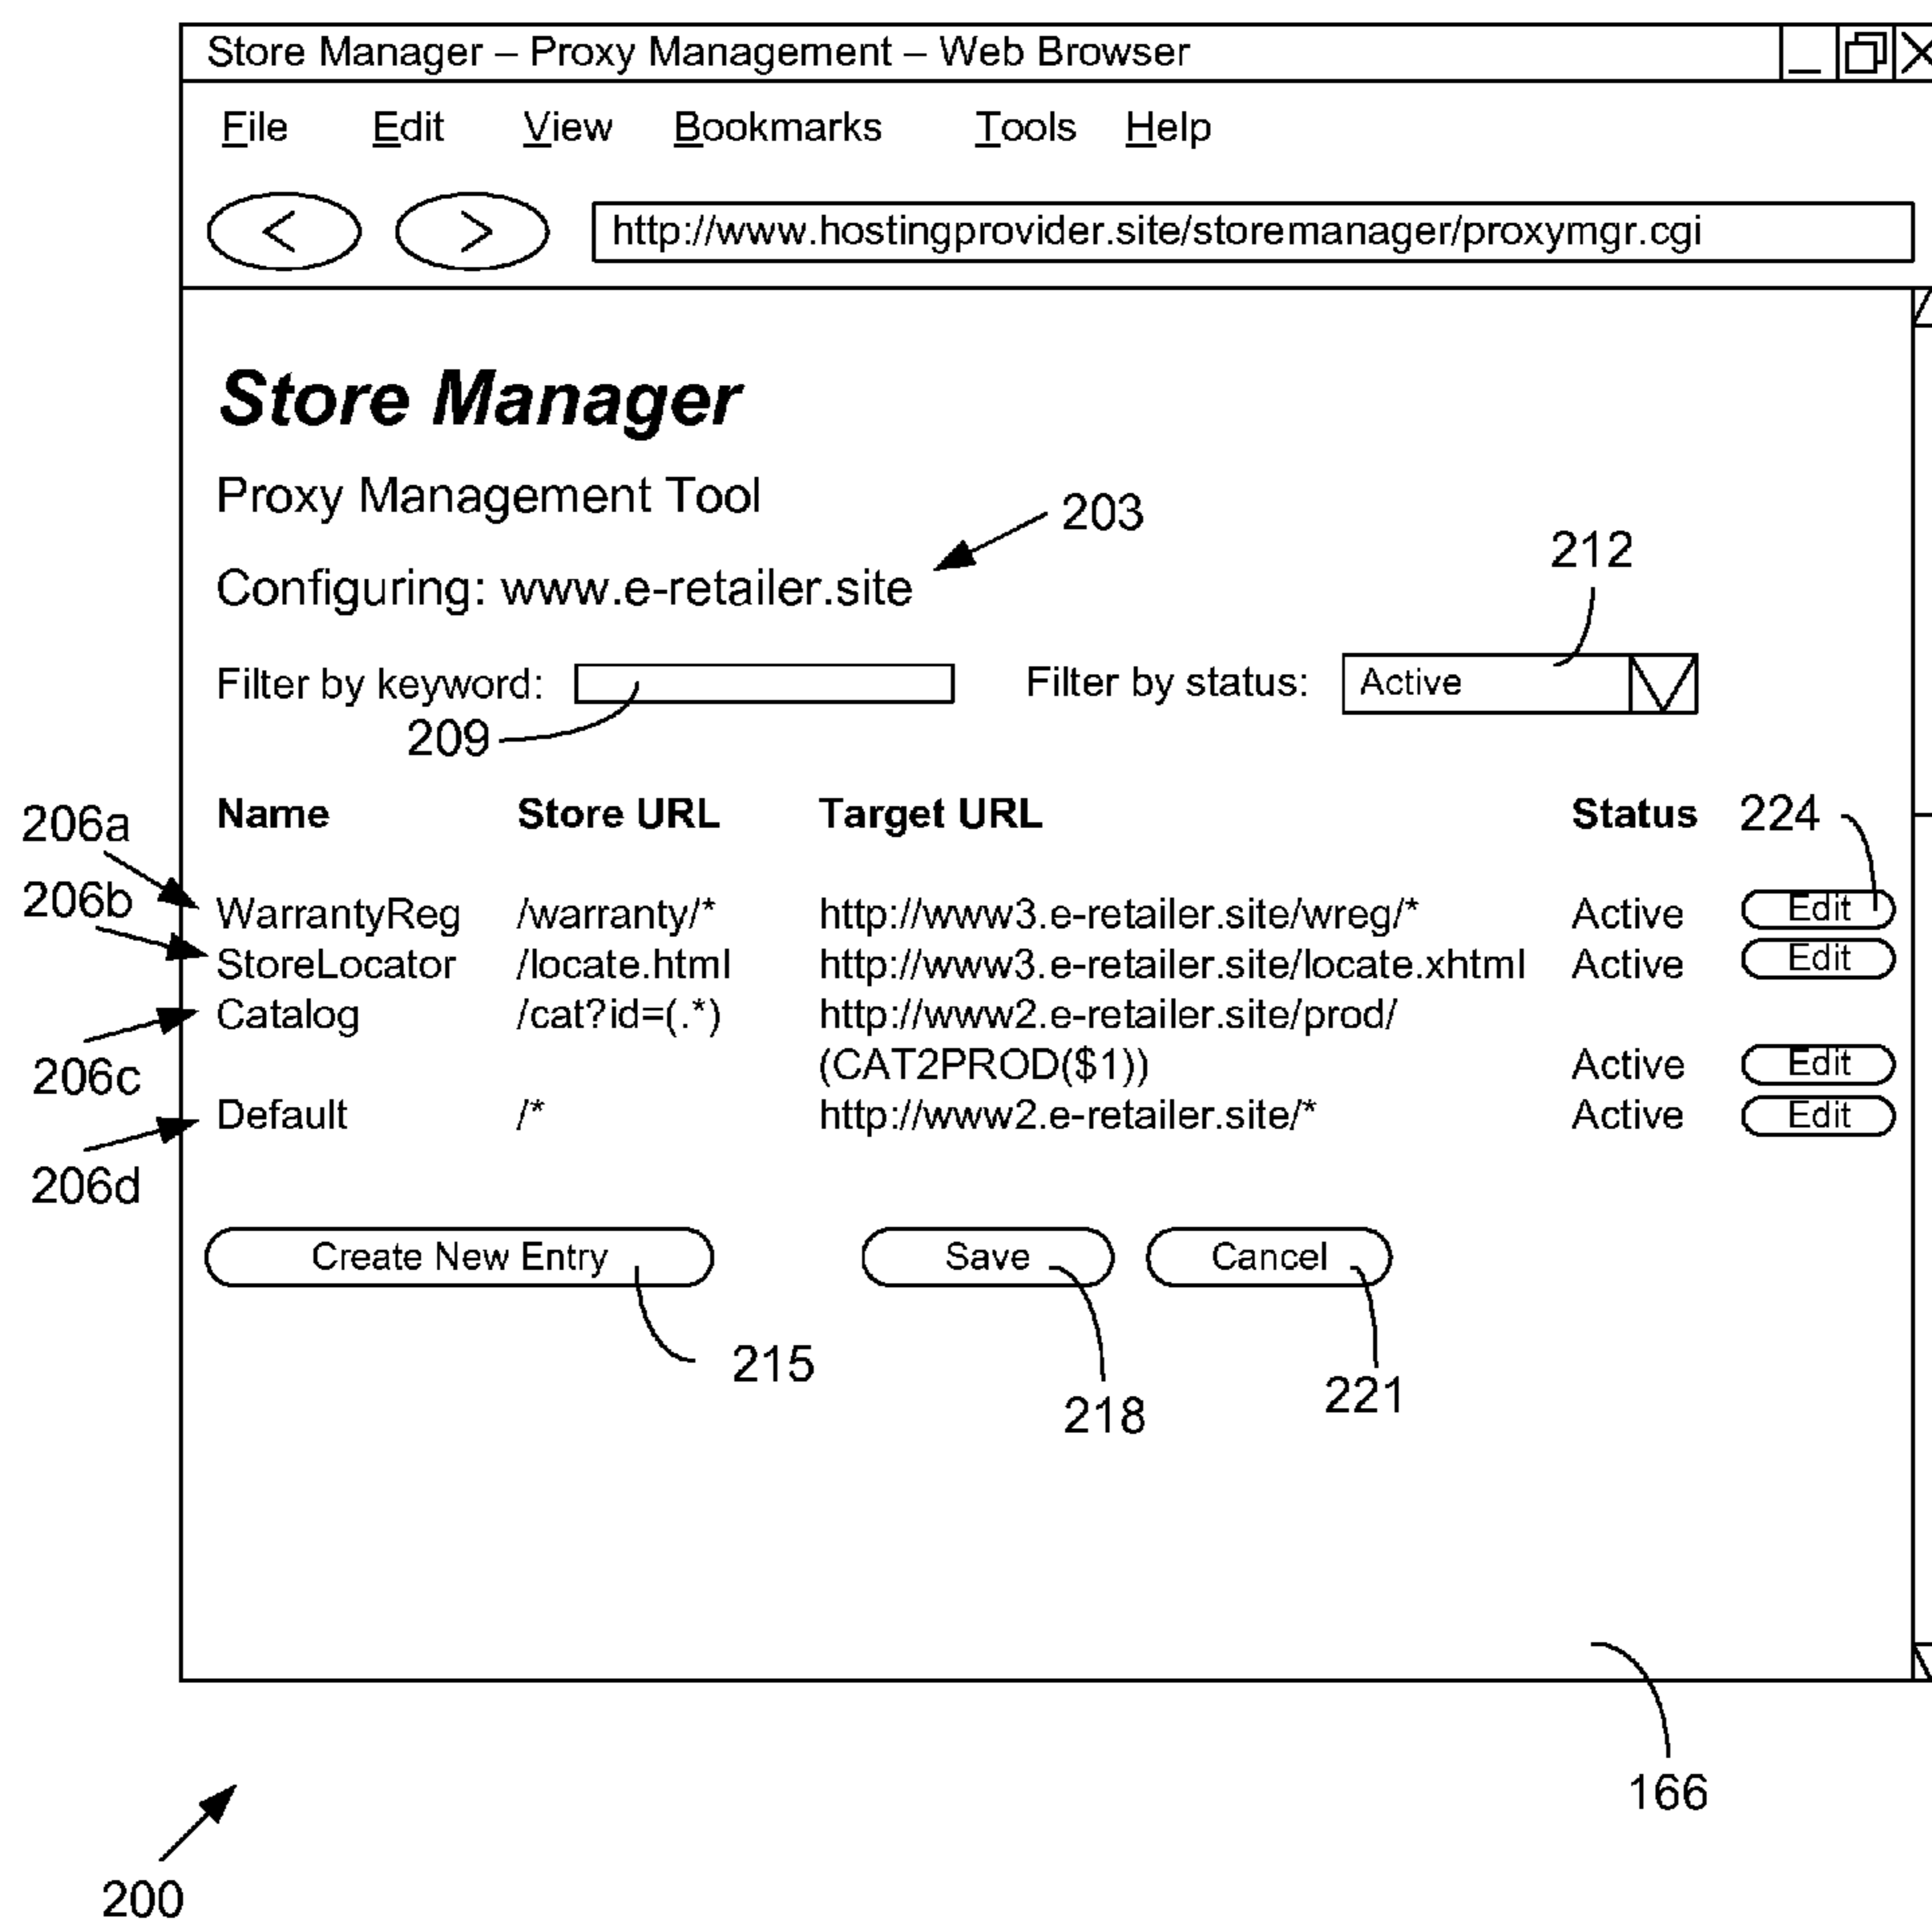 Store Manager – Proxy Management – Web Browser
File Edit View Bookmarks Tools Help
< > http://www.hostingprovider.site/storemanager/proxymgr.cgi
Store Manager
Proxy Management Tool
203
Configuring: www.e-retailer.site
212
Filter by keyword: Filter by status: Active
209
206a Name Store URL Target URL Status 224
206b WarrantyReg /warranty/* http://www3.e-retailer.site/wreg/* Active Edit
StoreLocator /locate.html http://www3.e-retailer.site/locate.xhtml Active Edit
Catalog /cat?id=(.*) http://www2.e-retailer.site/prod/
206c (CAT2PROD($1)) Active Edit
Default /* http://www2.e-retailer.site/* Active Edit
206d
Create New Entry Save Cancel
215
218
221
166
200